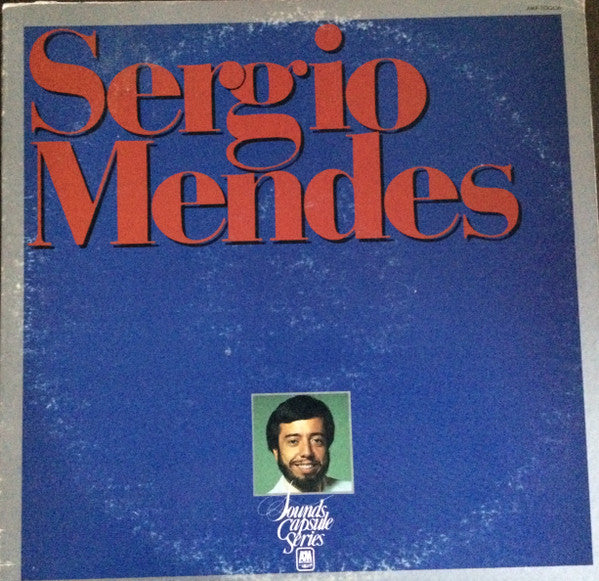 Sergio
Mendes
Sounds
Capsule
Series
A&M